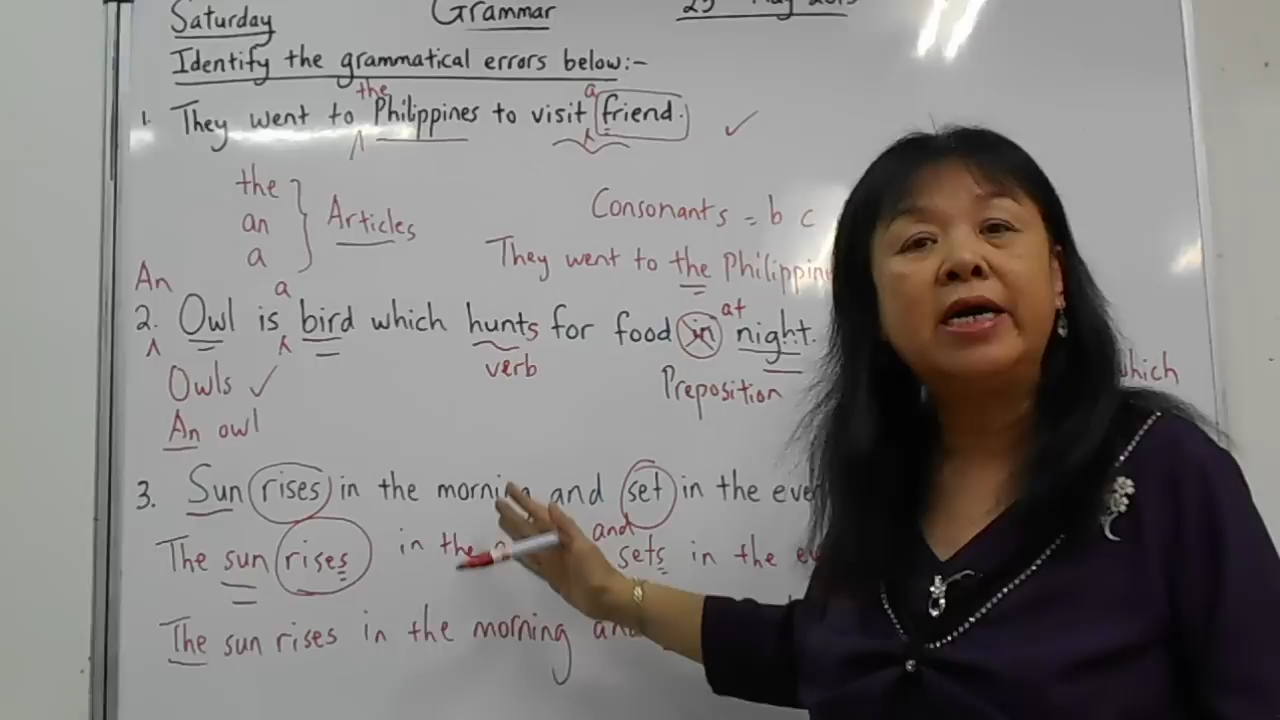 Saturday Grammar
Identify the grammatical errors below:-
the a
1. They went to Philippines to visit friend.
the
an Articles
a
Consonants = b c
They went to the Philippin
An a at
2. Owl is bird which hunts for food in night.
verb
Preposition
which
Owls
An owl
3. Sun rises in the morning and set in the eve
and
The sun rises in the sets in the ev
The sun rises in the morning an